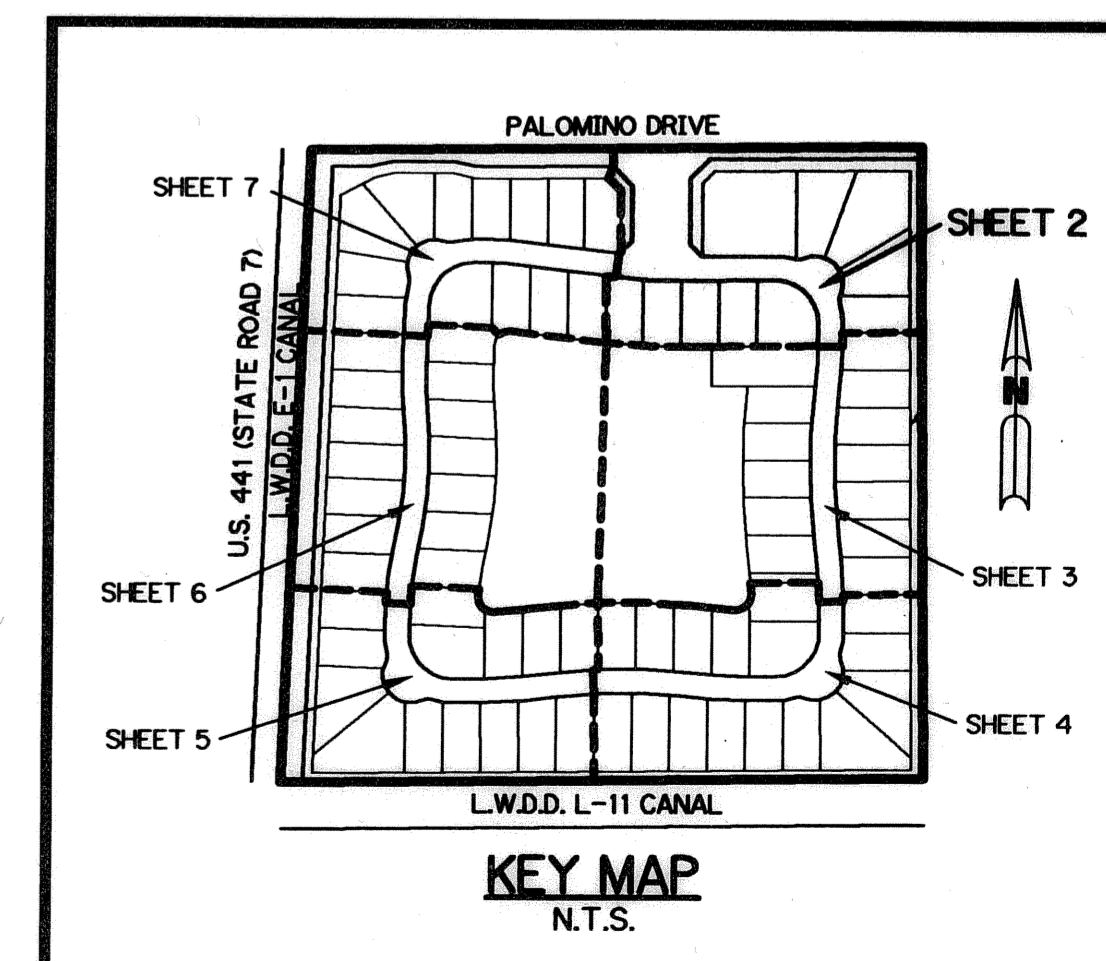 PALOMINO DRIVE
SHEET 7
SHEET 2
U.S. 441 (STATE ROAD 7)
L.W.D.D. E-1 CANAL
N
SHEET 6
SHEET 3
SHEET 5
SHEET 4
L.W.D.D. L-11 CANAL
KEY MAP
N.T.S.